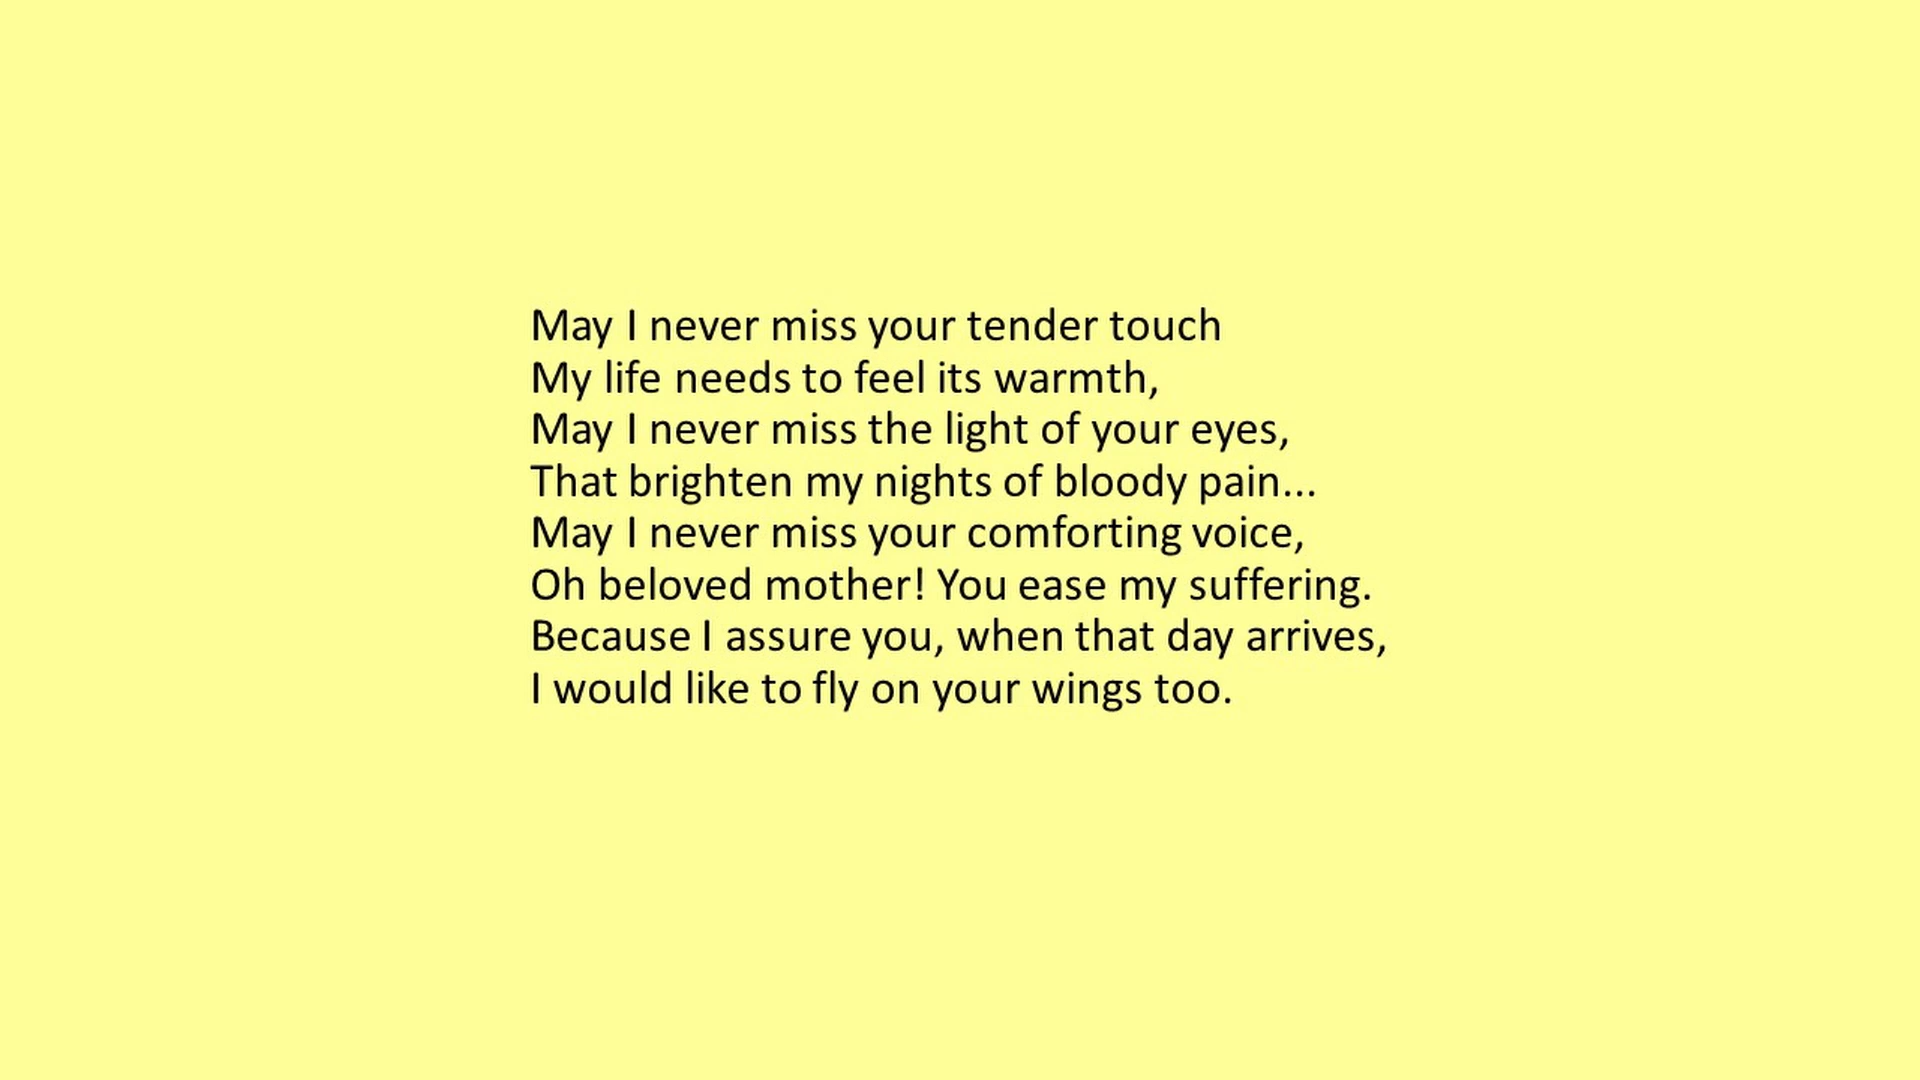 May I never miss your tender touch
My life needs to feel its warmth,
May I never miss the light of your eyes,
That brighten my nights of bloody pain...
May I never miss your comforting voice,
Oh beloved mother! You ease my suffering.
Because I assure you, when that day arrives,
I would like to fly on your wings too.